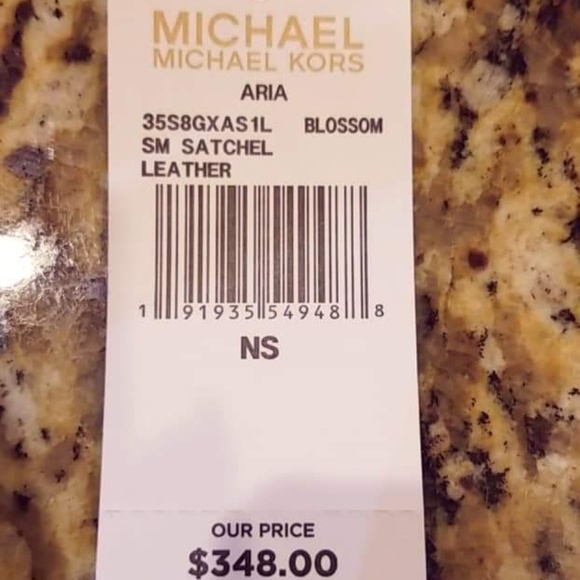 MICHAEL
MICHAEL KORS
ARIA
35S8GXAS1L BLOSSOM
SM SATCHEL
LEATHER
1 91935 54948 8
NS
OUR PRICE
$348.00